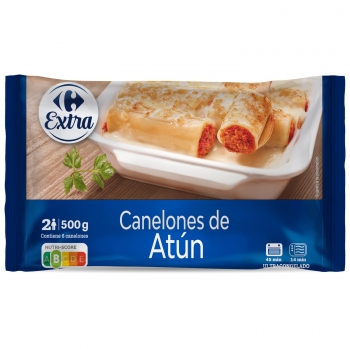 Extra
Canelones de
Atún
2 500g
Contiene 6 canelones
NUTRI-SCORE
A B C D E
45 min 14 min
ULTRACONGELADO